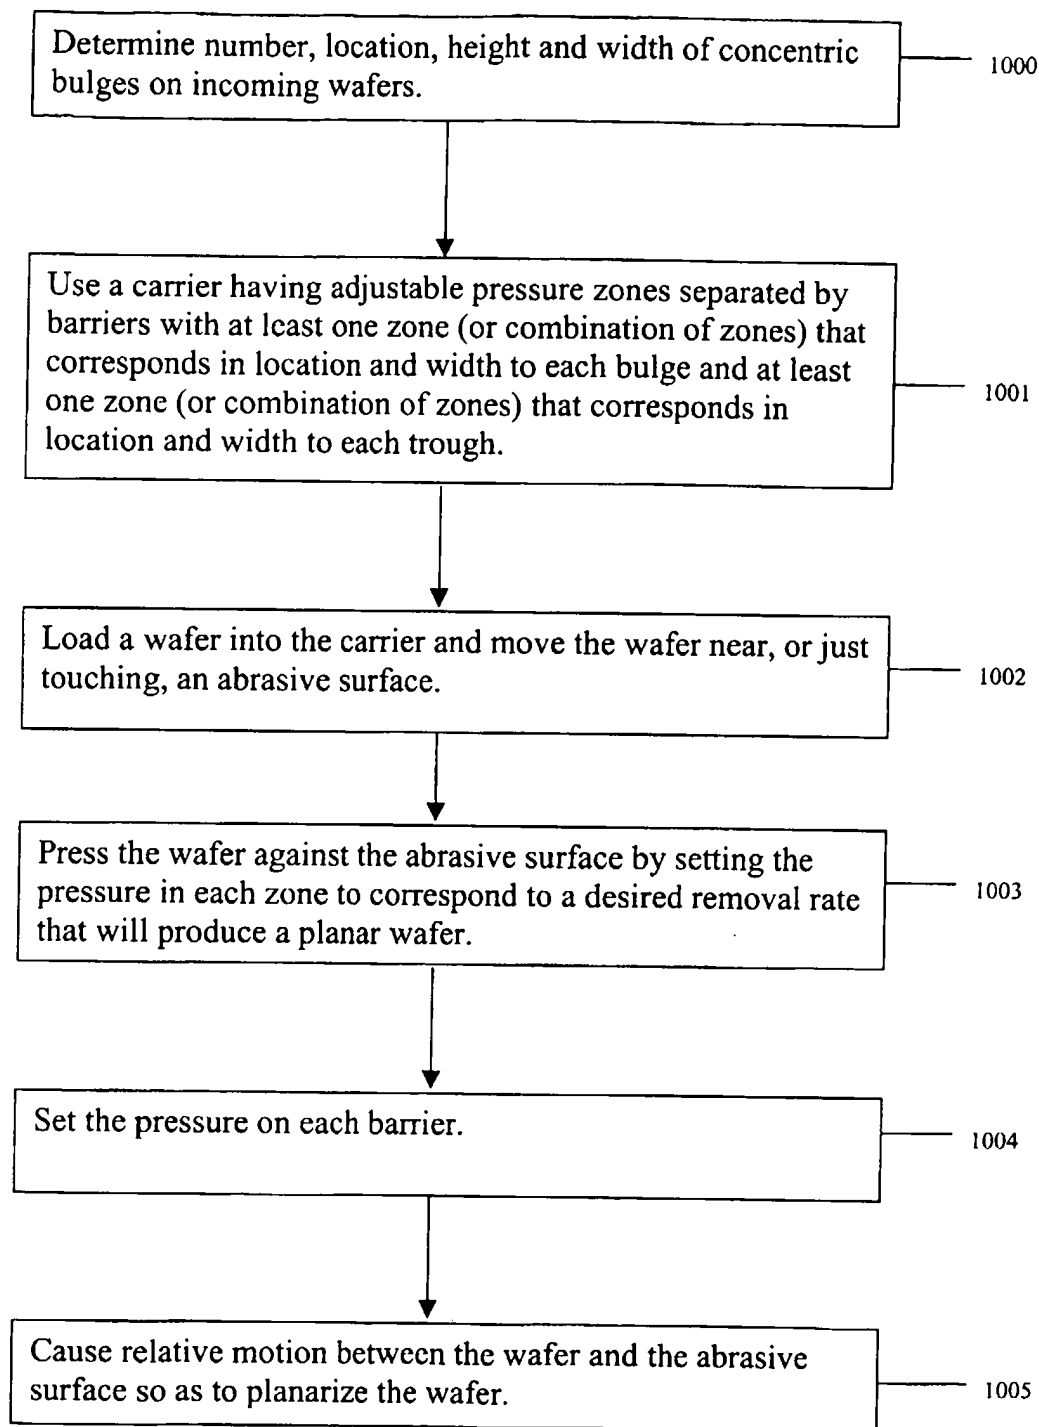 Determine number, location, height and width of concentric
bulges on incoming wafers.
1000
Use a carrier having adjustable pressure zones separated by
barriers with at least one zone (or combination of zones) that
corresponds in location and width to each bulge and at least
one zone (or combination of zones) that corresponds in
location and width to each trough.
1001
Load a wafer into the carrier and move the wafer near, or just
touching, an abrasive surface.
1002
Press the wafer against the abrasive surface by setting the
pressure in each zone to correspond to a desired removal rate
that will produce a planar wafer.
1003
Set the pressure on each barrier.
1004
Cause relative motion between the wafer and the abrasive
surface so as to planarize the wafer.
1005